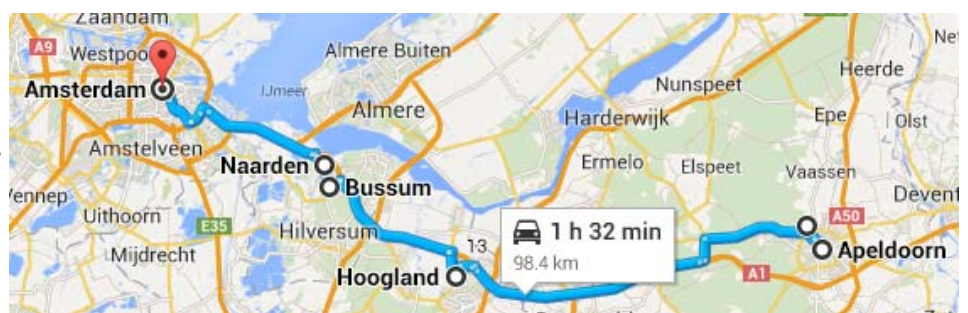 Zaandam
A9
Westpoo
Almere Buiten
Net
Heerde
Nunspeet
Amsterdam
IJmeer
Almere
Harderwijk
Epe
Olst
Amstelveen
Naarden
Ermelo
Elspeet
Vaassen
Bussum
Devent
Vennep
Uithoorn
E35
Hilversum
1 h 32 min
98.4 km
A50
Apeldoorn
Mijdrecht
13
Hoogland
A1